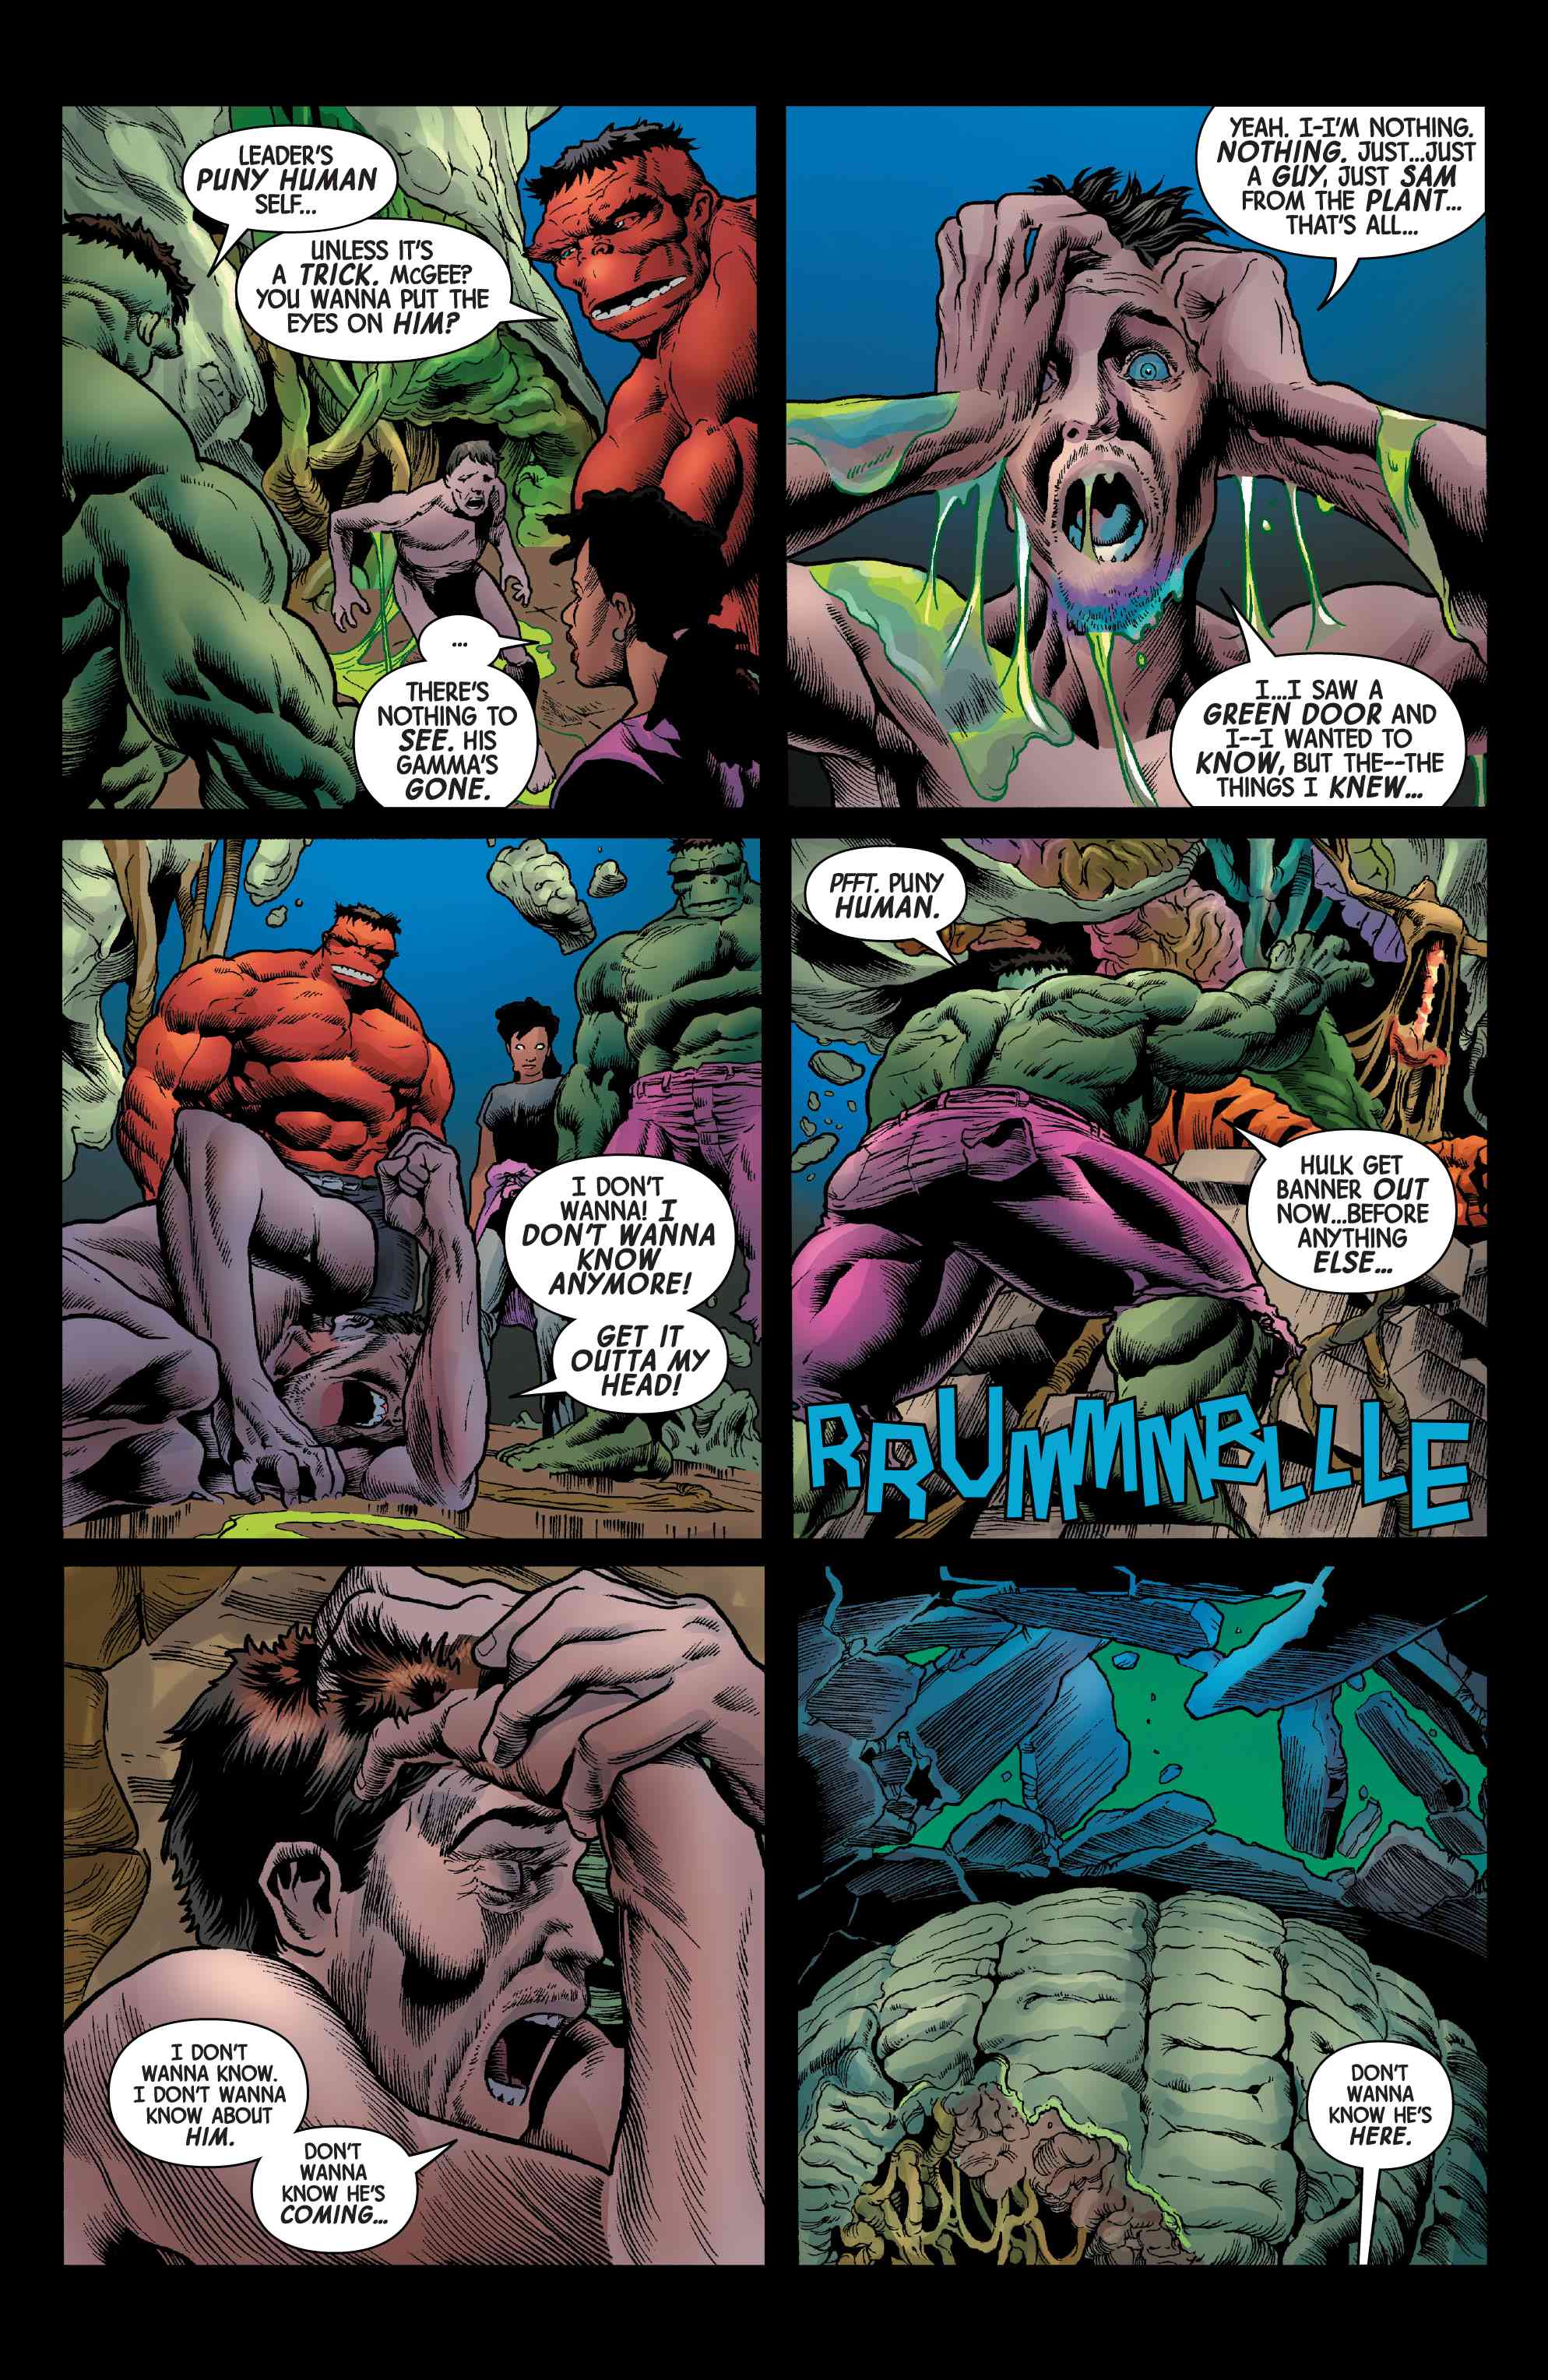 LEADER'S
PUNY HUMAN
SELF...
UNLESS IT'S
A TRICK. McGEE?
YOU WANNA PUT THE
EYES ON HIM?
...
THERE'S
NOTHING TO
SEE. HIS
GAMMA'S
GONE.
YEAH. I-I'M NOTHING.
NOTHING. JUST...JUST
A GUY. JUST SAM
FROM THE PLANT...
THAT'S ALL...
I...I SAW A
GREEN DOOR AND
I--I WANTED TO
KNOW, BUT THE--THE
THINGS I KNEW...
I DON'T
WANNA! I
DON'T WANNA
KNOW
ANYMORE!
GET IT
OUTTA MY
HEAD!
PFFT. PUNY
HUMAN.
HULK GET
BANNER OUT
NOW...BEFORE
ANYTHING
ELSE...
RRUMMMMBLLLLE
I DON'T
WANNA KNOW.
I DON'T WANNA
KNOW ABOUT
HIM.
DON'T
WANNA
KNOW HE'S
COMING...
DON'T
WANNA
KNOW HE'S
HERE.